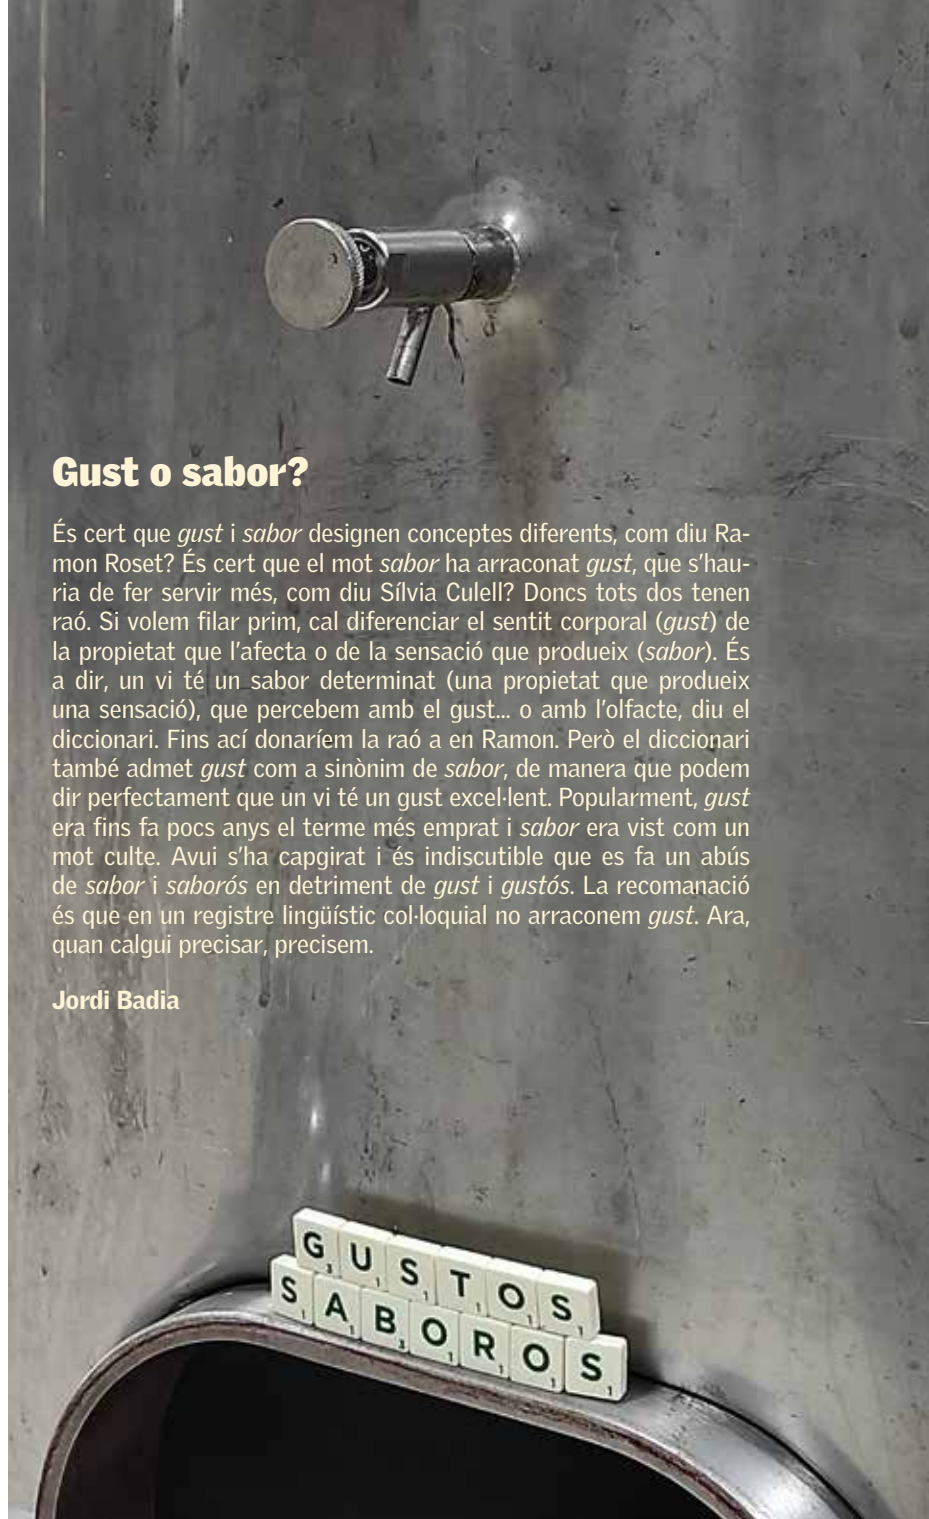 Gust o sabor?
És cert que gust i sabor designen conceptes diferents, com diu Ra-
mon Roset? És cert que el mot sabor ha arraconat gust, que s’hau-
ria de fer servir més, com diu Sílvia Culell? Doncs tots dos tenen
raó. Si volem filar prim, cal diferenciar el sentit corporal (gust) de
la propietat que l’afecta o de la sensació que produeix (sabor). És
a dir, un vi té un sabor determinat (una propietat que produeix
una sensació), que percebem amb el gust... o amb l’olfacte, diu el
diccionari. Fins ací donaríem la raó a en Ramon. Però el diccionari
també admet gust com a sinònim de sabor, de manera que podem
dir perfectament que un vi té un gust excel·lent. Popularment, gust
era fins fa pocs anys el terme més emprat i sabor era vist com un
mot culte. Avui s’ha capgirat i és indiscutible que es fa un abús
de sabor i saborós en detriment de gust i gustós. La recomanació
és que en un registre lingüístic col·loquial no arraconem gust. Ara,
quan calgui precisar, precisem.
Jordi Badia
GUSTOS
SABOROS